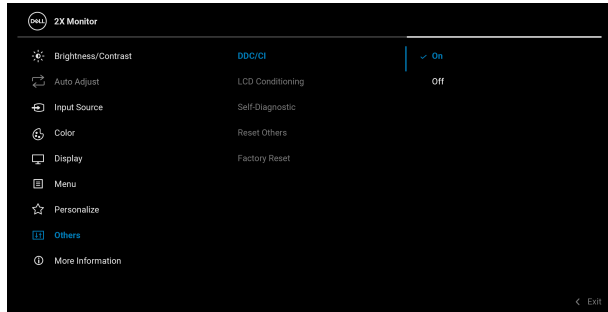 DELL 2X Monitor
Brightness/Contrast DDC/CI ✓ On
Auto Adjust LCD Conditioning Off
Input Source Self-Diagnostic
Color Reset Others
Display Factory Reset
Menu
Personalize
Others
More Information
< Exit